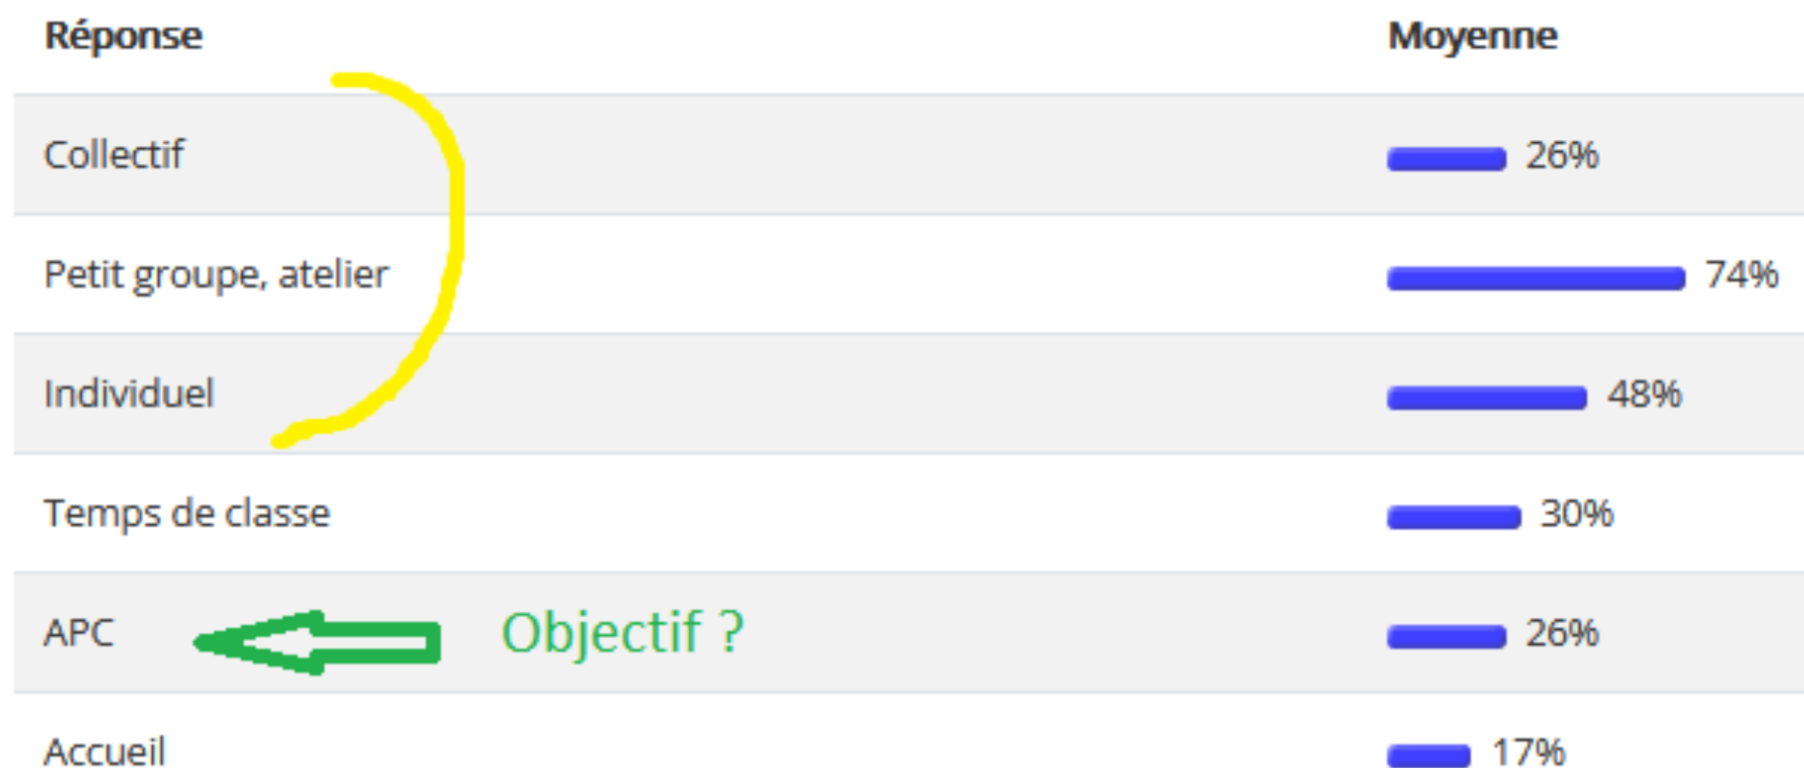 Réponse Moyenne
Collectif 26%
Petit groupe, atelier 74%
Individuel 48%
Temps de classe 30%
APC Objectif ? 26%
Accueil 17%